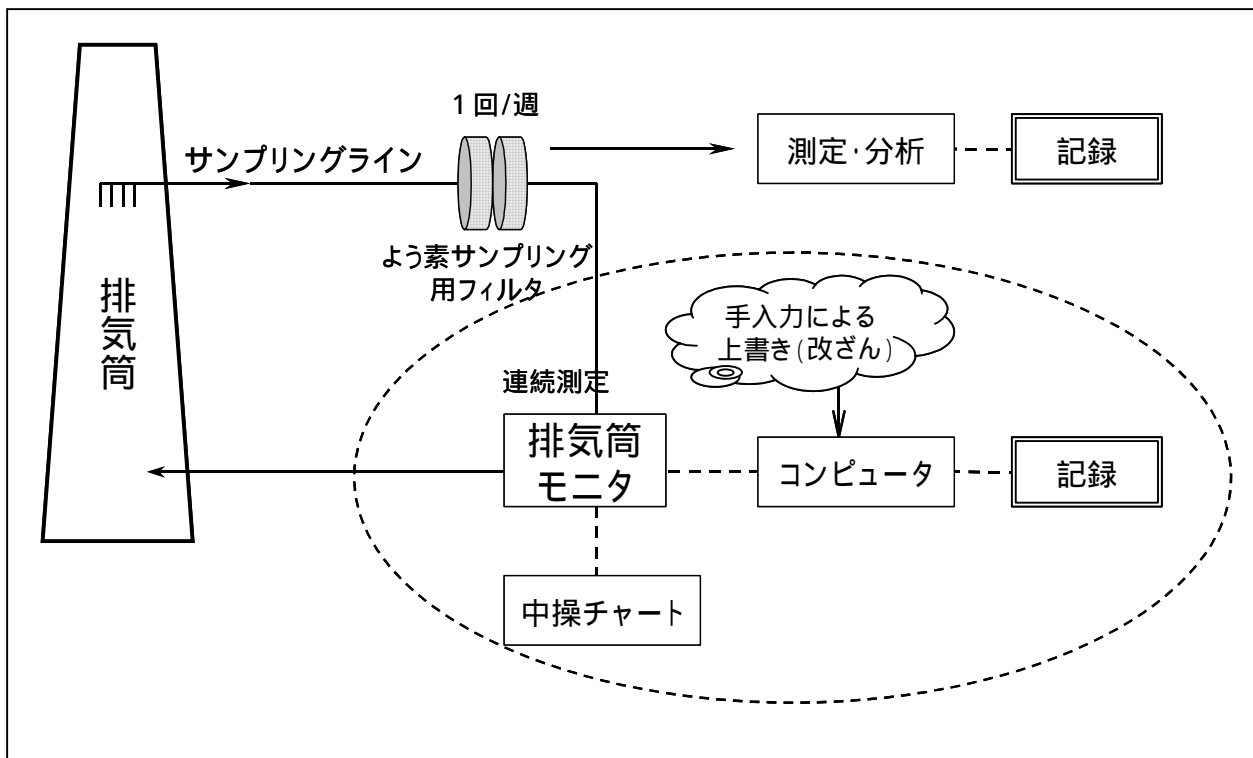 1回/週
サンプリングライン
測定･分析
記録
よう素サンプリング
用フィルタ
排気筒
手入力による
上書き(改ざん)
連続測定
排気筒
モニタ
コンピュータ
記録
中操チャート